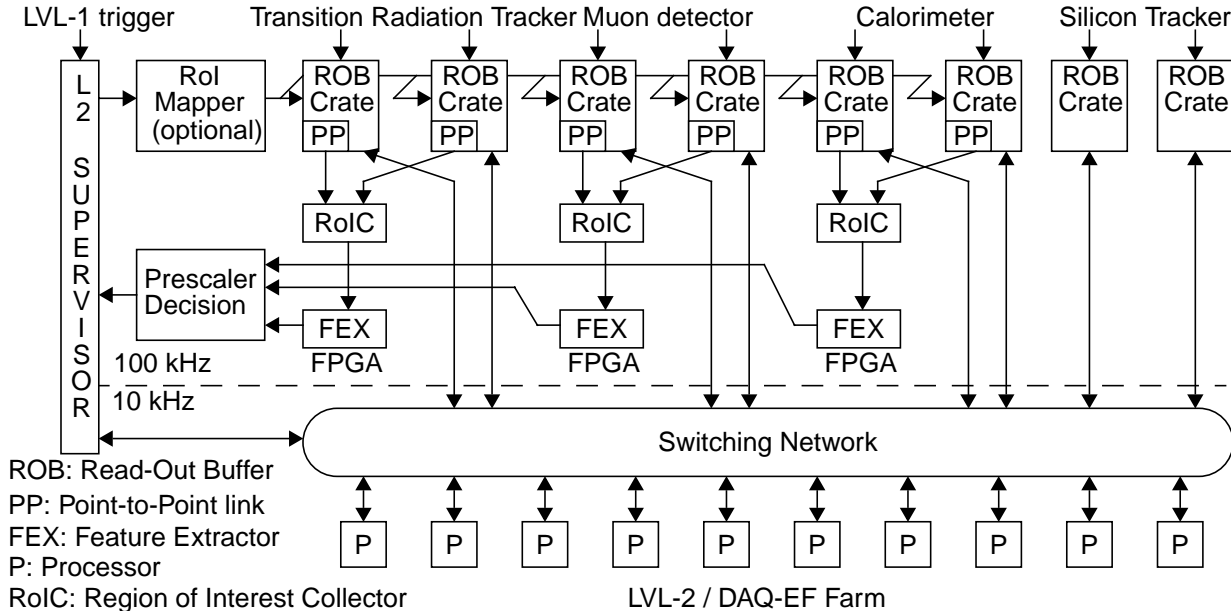 LVL-1 trigger
Transition Radiation Tracker
Muon detector
Calorimeter
Silicon Tracker
L2 SUPERVISOR
RoI
Mapper
(optional)
ROB
Crate
PP
ROB
Crate
PP
ROB
Crate
PP
ROB
Crate
PP
ROB
Crate
PP
ROB
Crate
PP
ROB
Crate
ROB
Crate
RoIC
RoIC
RoIC
Prescaler
Decision
FEX
FPGA
FEX
FPGA
FEX
FPGA
100 kHz
10 kHz
Switching Network
ROB: Read-Out Buffer
PP: Point-to-Point link
FEX: Feature Extractor
P: Processor
RoIC: Region of Interest Collector
P
P
P
P
P
P
P
P
P
P
LVL-2 / DAQ-EF Farm